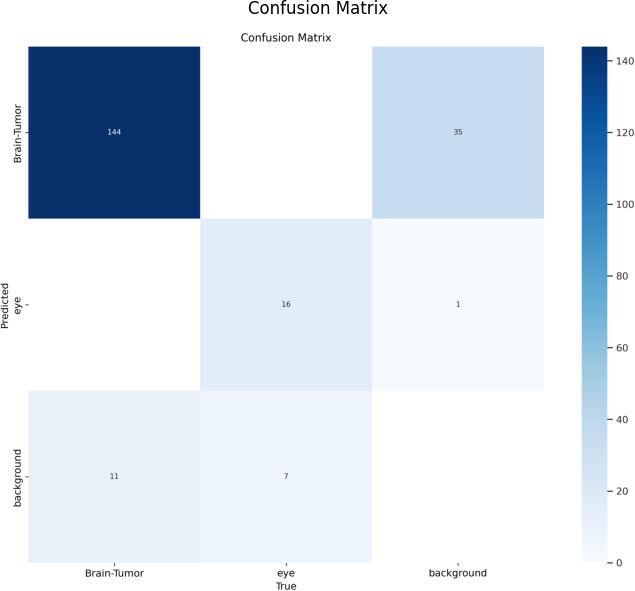 Confusion Matrix
Confusion Matrix
140
120
100
80
60
40
20
0
Predicted
Brain-Tumor
eye
background
144
35
16
1
11
7
Brain-Tumor
eye
background
True